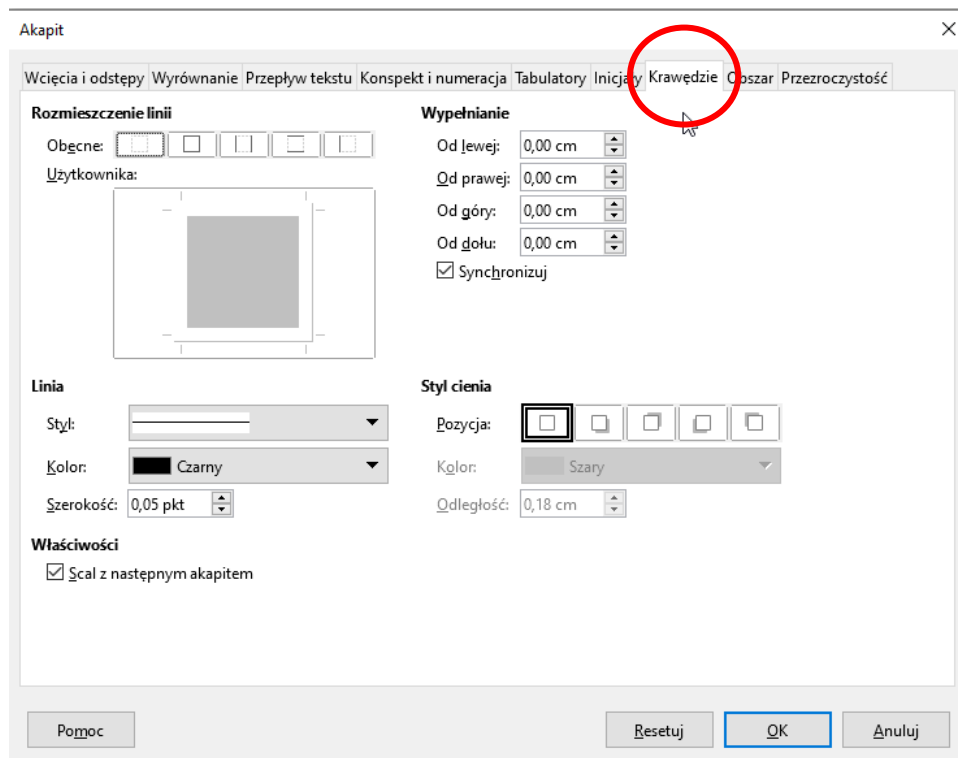 Akapit
Wcięcia i odstępy Wyrównanie Przepływ tekstu Konspekt i numeracja Tabulatory Inicjały Krawędzie Obszar Przezroczystość
Rozmieszczenie linii
Obecne:
Użytkownika:
Wypełnianie
Od lewej: 0,00 cm
Od prawej: 0,00 cm
Od góry: 0,00 cm
Od dołu: 0,00 cm
Synchronizuj
Linia
Styl:
Kolor: Czarny
Szerokość: 0,05 pkt
Styl cienia
Pozycja:
Kolor: Szary
Odległość: 0,18 cm
Właściwości
Scal z następnym akapitem
Pomoc Resetuj OK Anuluj